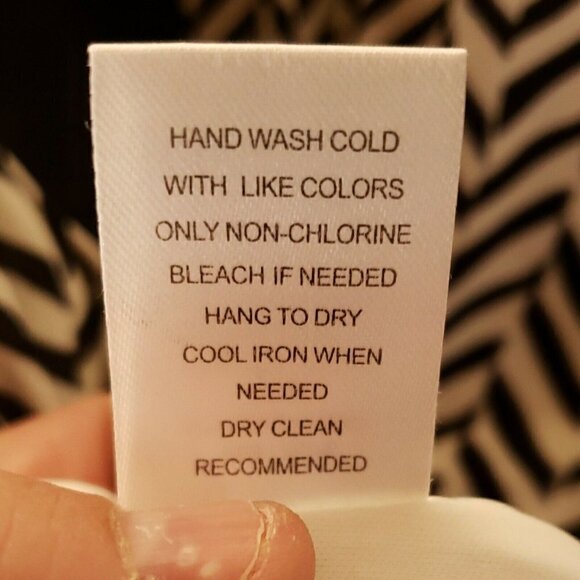 HAND WASH COLD
WITH LIKE COLORS
ONLY NON-CHLORINE
BLEACH IF NEEDED
HANG TO DRY
COOL IRON WHEN
NEEDED
DRY CLEAN
RECOMMENDED